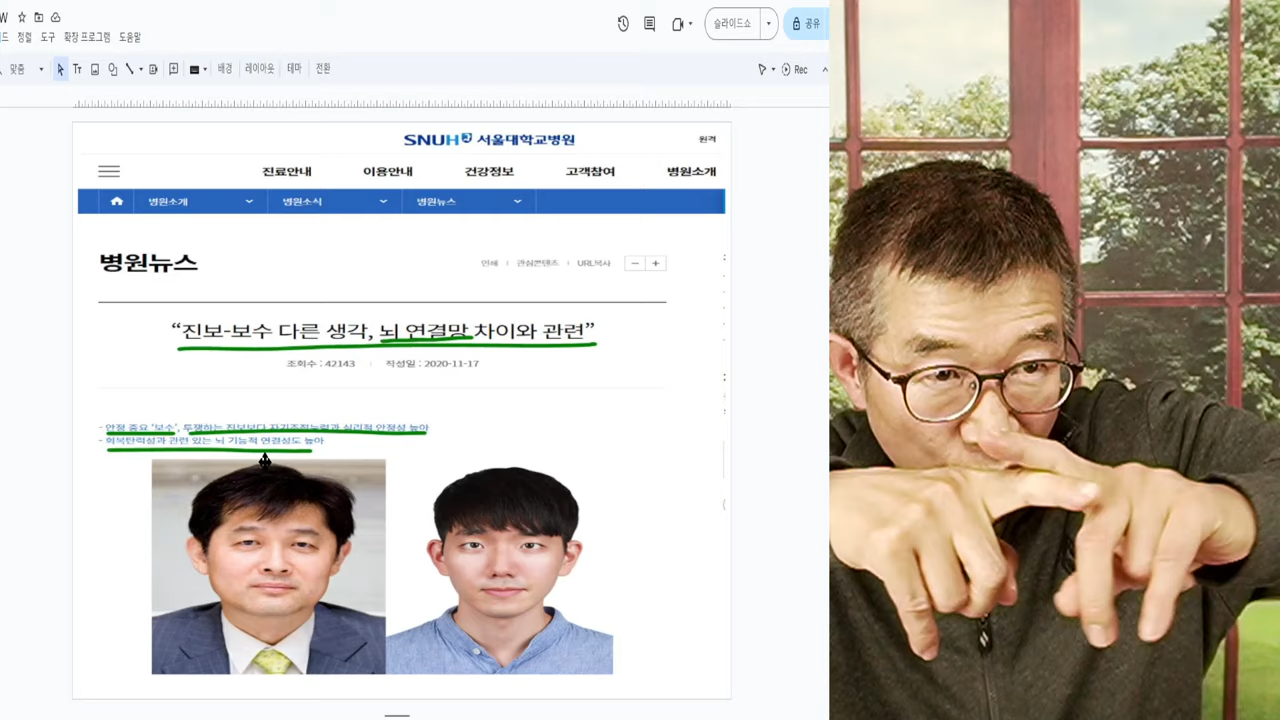 W
드 정렬 도구 확장 프로그램 도움말
슬라이드쇼
공유
맞춤
Tт
배경 레이아웃 테마 전환
Rec
SNUH 서울대학교병원
원격
진료안내 이용안내 건강정보 고객참여 병원소개
병원소개 병원소식 병원뉴스
병원뉴스
인쇄 관심콘텐츠 URL복사
“진보-보수 다른 생각, 뇌 연결망 차이와 관련”
조회수 : 42143 작성일 : 2020-11-17
- 안정 중요 ‘보수’, 투쟁하는 진보보다 자기조절능력과 심리적 안정성 높아
- 회복탄력성과 관련 있는 뇌 기능적 연결성도 높아